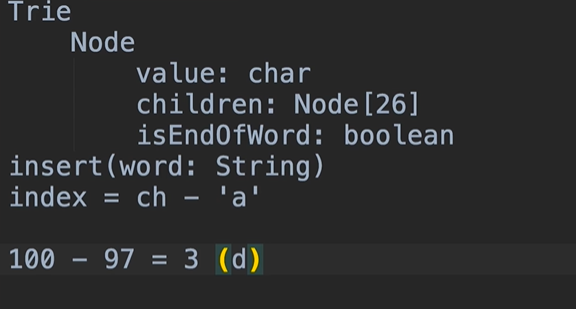 Trie
    Node
        value: char
        children: Node[26]
        isEndOfWord: boolean
insert(word: String)
index = ch - 'a'
100 - 97 = 3 (d)